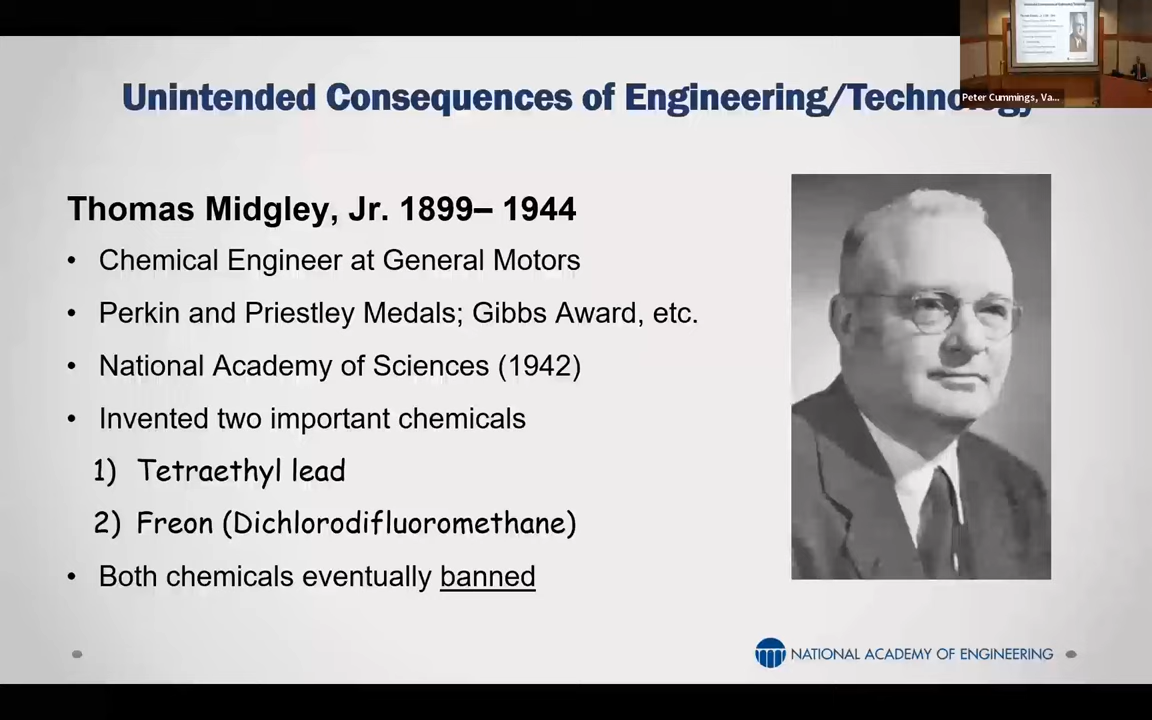 Unintended Consequences of Engineering/Technology
Peter Cummings, Va...
Thomas Midgley, Jr. 1899– 1944
• Chemical Engineer at General Motors
• Perkin and Priestley Medals; Gibbs Award, etc.
• National Academy of Sciences (1942)
• Invented two important chemicals
1) Tetraethyl lead
2) Freon (Dichlorodifluoromethane)
• Both chemicals eventually banned
NATIONAL ACADEMY OF ENGINEERING